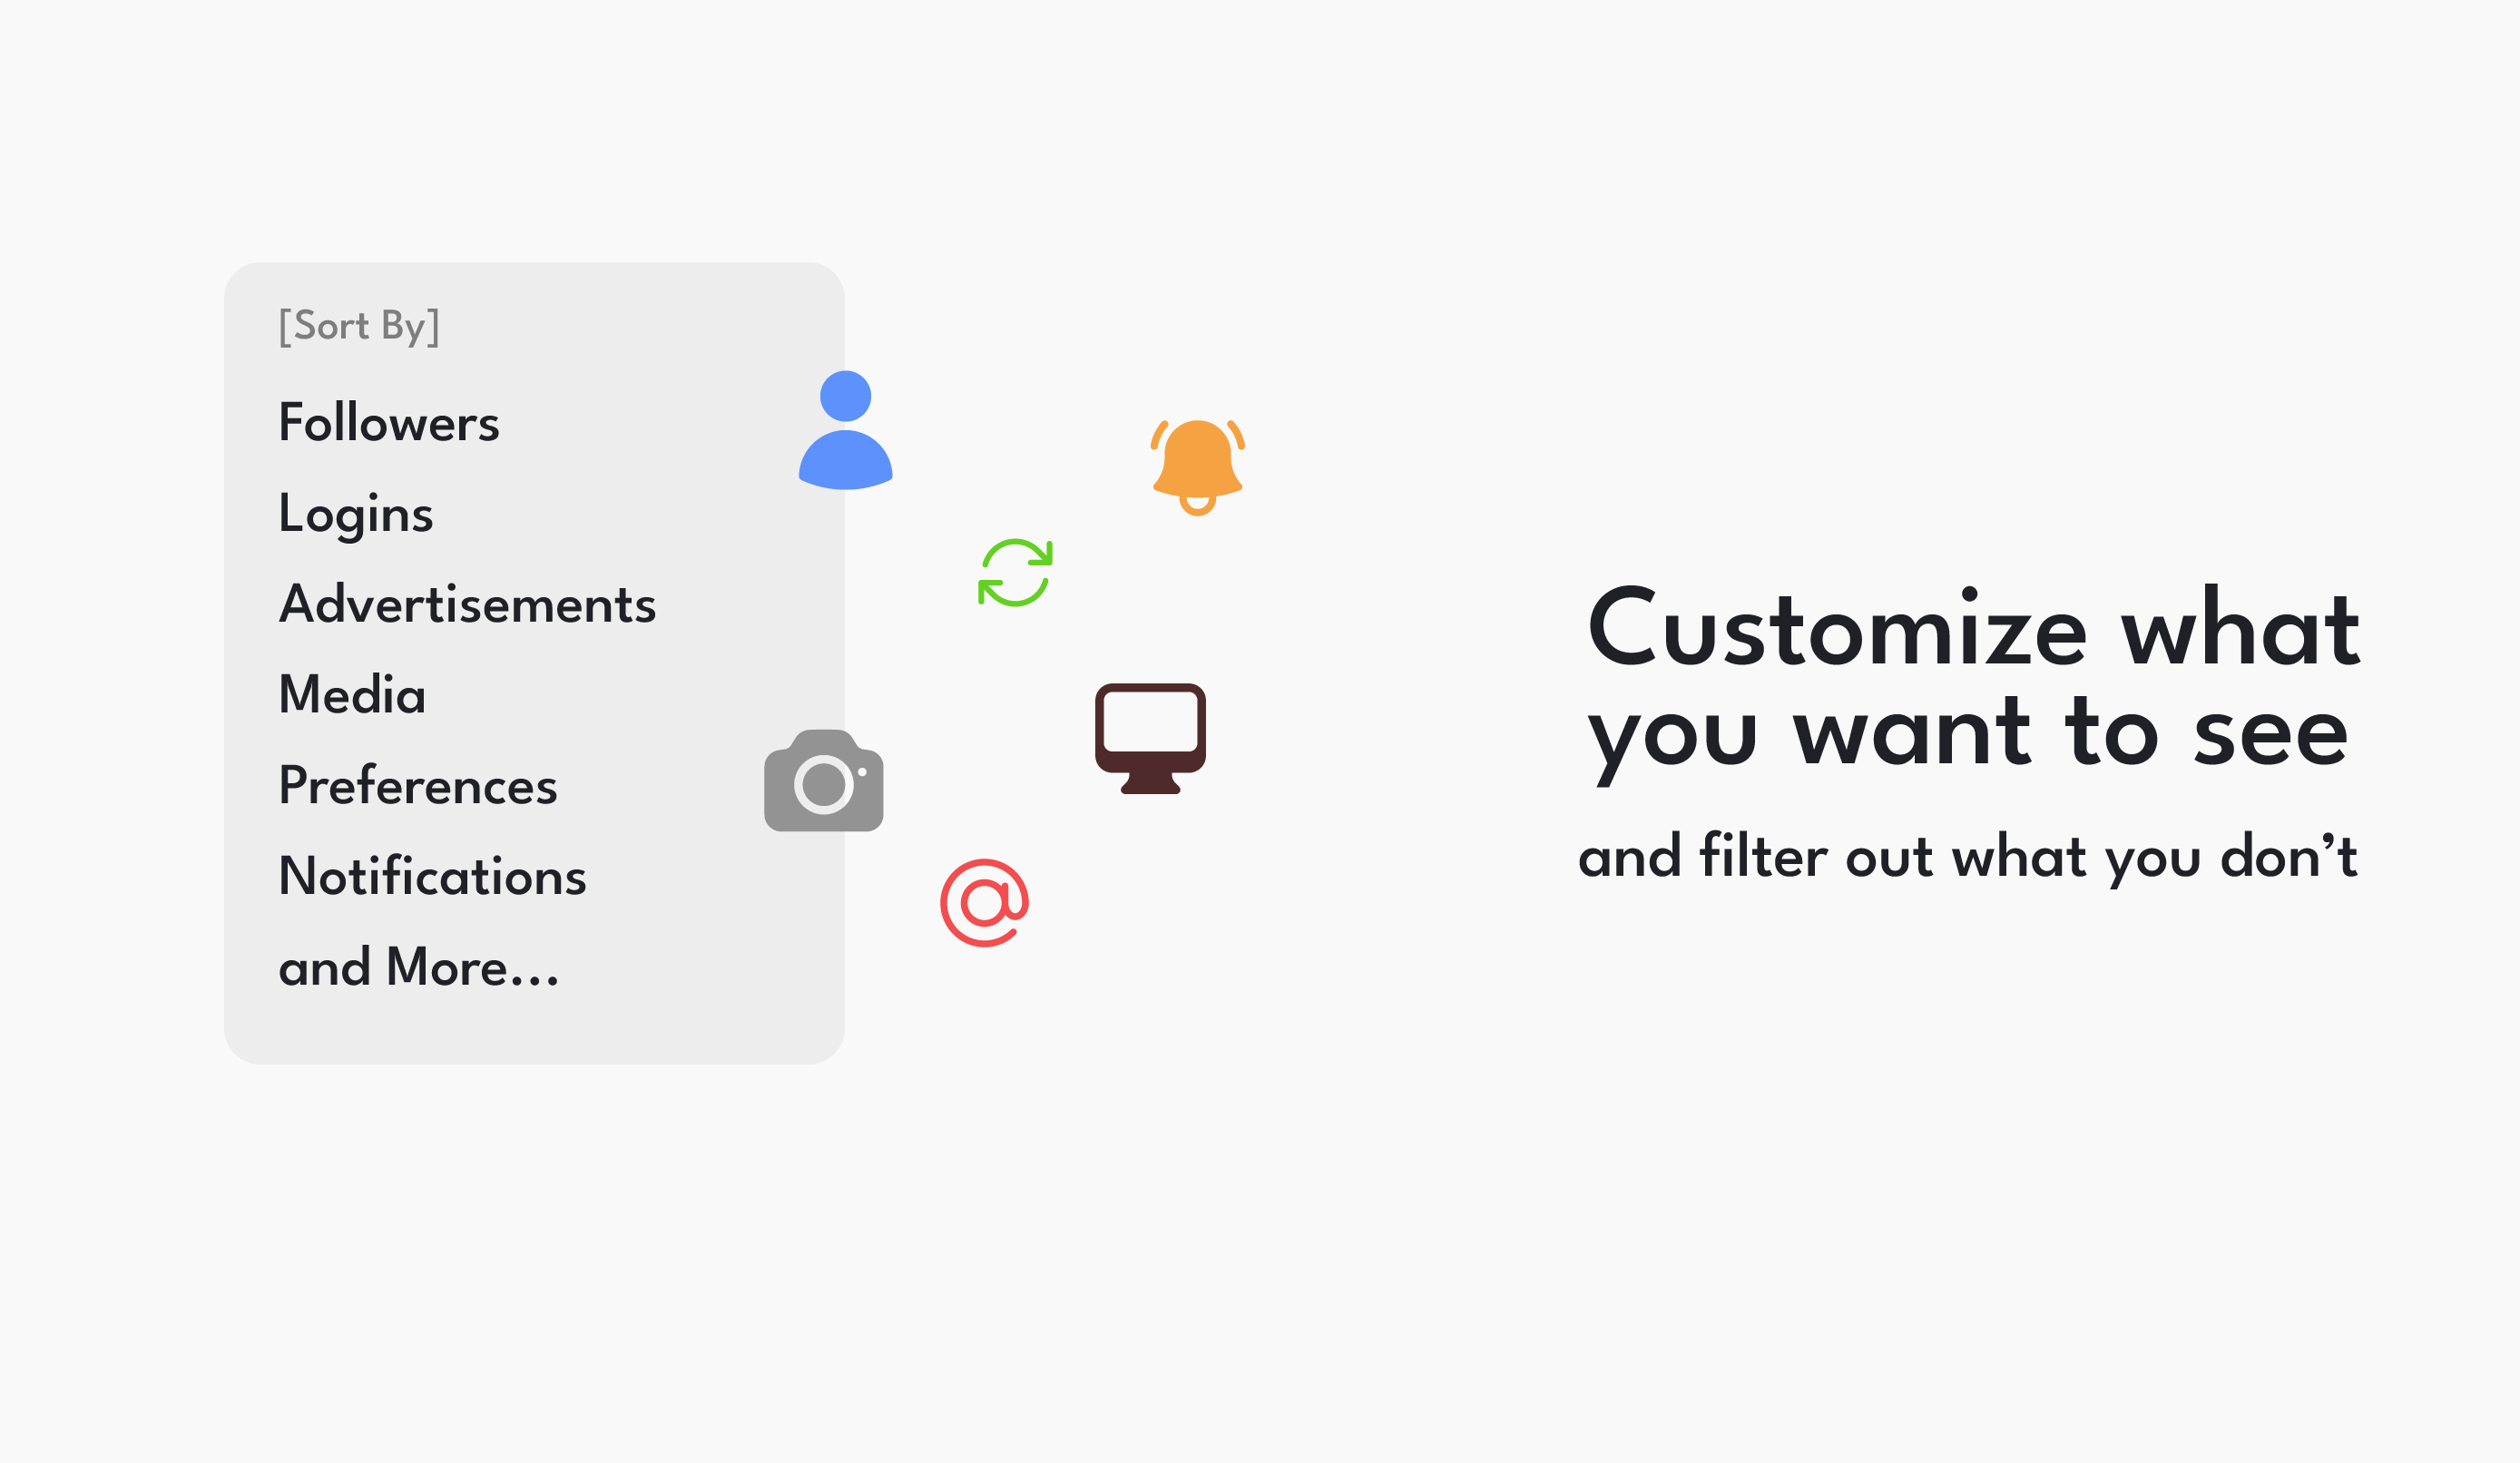 [Sort By]
Followers
Logins
Advertisements
Media
Preferences
Notifications
and More...
Customize what
you want to see
and filter out what you don’t